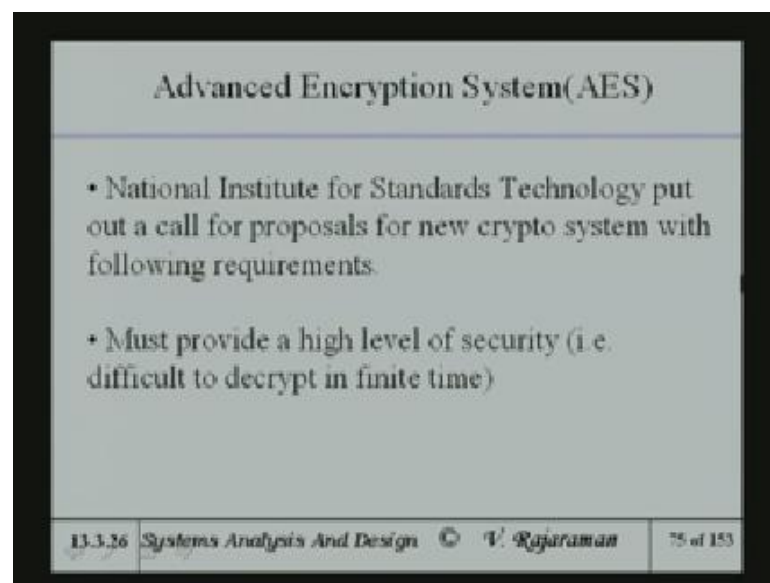 Advanced Encryption System(AES)
• National Institute for Standards Technology put
out a call for proposals for new crypto system with
following requirements.
• Must provide a high level of security (i.e.
difficult to decrypt in finite time)
13.3.26 Systems Analysis And Design © V. Rajaraman 75 of 153